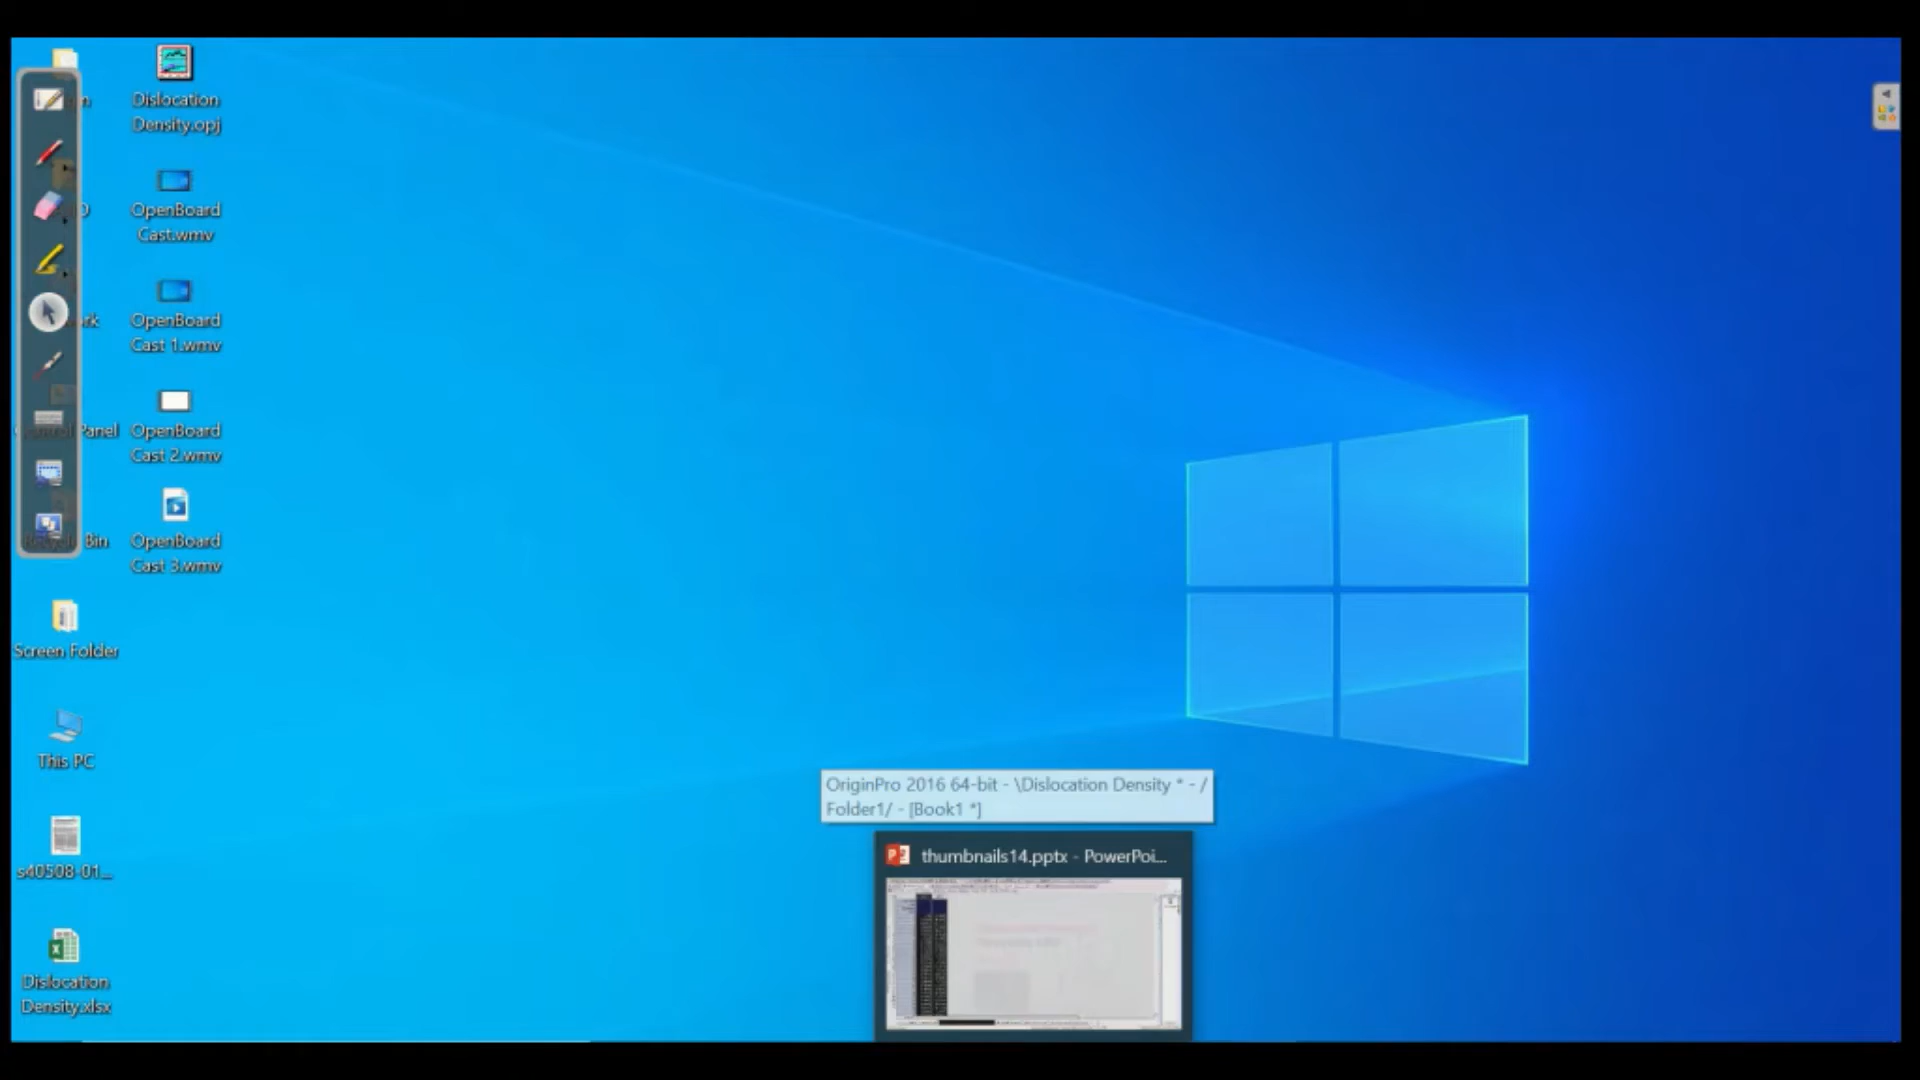 Dislocation
Density.opj
OpenBoard
Cast.wmv
OpenBoard
Cast 1.wmv
Panel
OpenBoard
Cast 2.wmv
Bin
OpenBoard
Cast 3.wmv
Screen Folder
This PC
s40508-01...
Dislocation
Density.xlsx
OriginPro 2016 64-bit - \Dislocation Density * - /
Folder1/ - [Book1 *]
thumbnails14.pptx - PowerPoi...